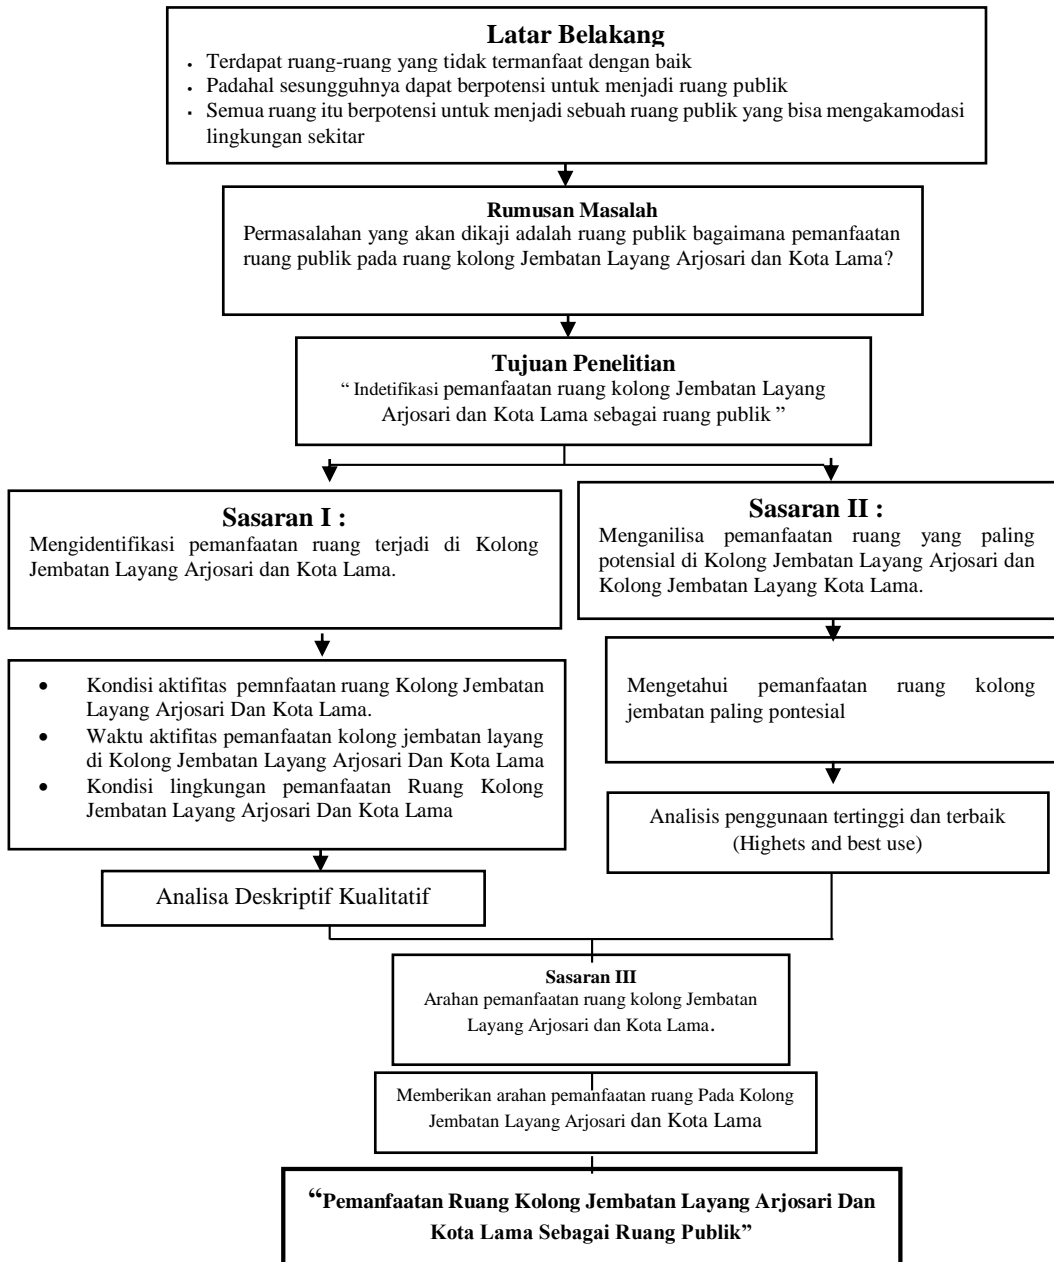 Latar Belakang
• Terdapat ruang-ruang yang tidak termanfaat dengan baik
• Padahal sesungguhnya dapat berpotensi untuk menjadi ruang publik
• Semua ruang itu berpotensi untuk menjadi sebuah ruang publik yang bisa mengakamodasi
lingkungan sekitar
Rumusan Masalah
Permasalahan yang akan dikaji adalah ruang publik bagaimana pemanfaatan
ruang publik pada ruang kolong Jembatan Layang Arjosari dan Kota Lama?
Tujuan Penelitian
“ Indetifikasi pemanfaatan ruang kolong Jembatan Layang
Arjosari dan Kota Lama sebagai ruang publik ”
Sasaran I :
Mengidentifikasi pemanfaatan ruang terjadi di Kolong
Jembatan Layang Arjosari dan Kota Lama.
Sasaran II :
Menganilisa pemanfaatan ruang yang paling
potensial di Kolong Jembatan Layang Arjosari dan
Kolong Jembatan Layang Kota Lama.
• Kondisi aktifitas pemnfaatan ruang Kolong Jembatan
Layang Arjosari Dan Kota Lama.
• Waktu aktifitas pemanfaatan kolong jembatan layang
di Kolong Jembatan Layang Arjosari Dan Kota Lama
• Kondisi lingkungan pemanfaatan Ruang Kolong
Jembatan Layang Arjosari Dan Kota Lama
Mengetahui pemanfaatan ruang kolong
jembatan paling pontesial
Analisis penggunaan tertinggi dan terbaik
(Highets and best use)
Analisa Deskriptif Kualitatif
Sasaran III
Arahan pemanfaatan ruang kolong Jembatan
Layang Arjosari dan Kota Lama.
Memberikan arahan pemanfaatan ruang Pada Kolong
Jembatan Layang Arjosari dan Kota Lama
“Pemanfaatan Ruang Kolong Jembatan Layang Arjosari Dan
Kota Lama Sebagai Ruang Publik”